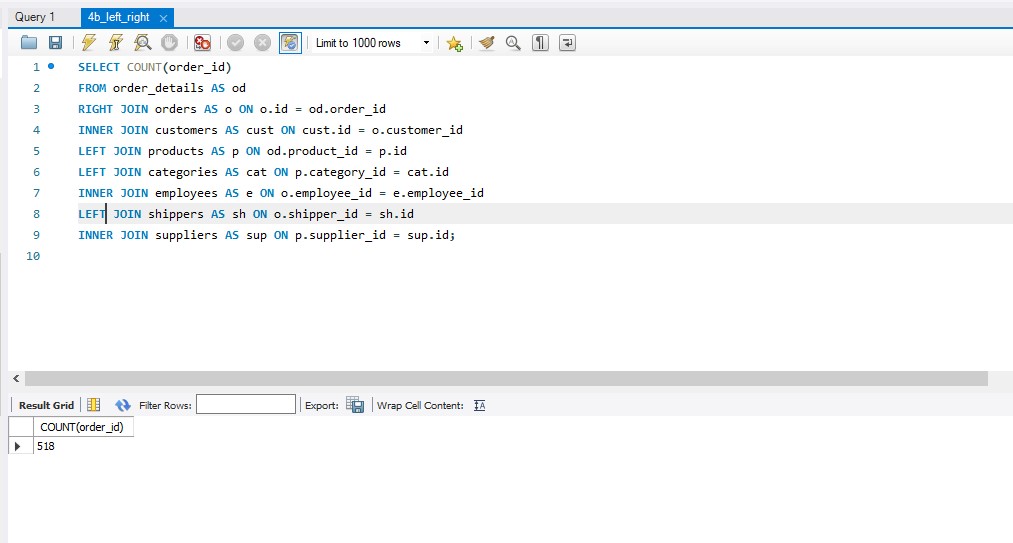 Query 1 4b_left_right ×
Limit to 1000 rows
1 SELECT COUNT(order_id)
2 FROM order_details AS od
3 RIGHT JOIN orders AS o ON o.id = od.order_id
4 INNER JOIN customers AS cust ON cust.id = o.customer_id
5 LEFT JOIN products AS p ON od.product_id = p.id
6 LEFT JOIN categories AS cat ON p.category_id = cat.id
7 INNER JOIN employees AS e ON o.employee_id = e.employee_id
8 LEFT JOIN shippers AS sh ON o.shipper_id = sh.id
9 INNER JOIN suppliers AS sup ON p.supplier_id = sup.id;
10
Result Grid Filter Rows: Export: Wrap Cell Content: IA
COUNT(order_id)
518